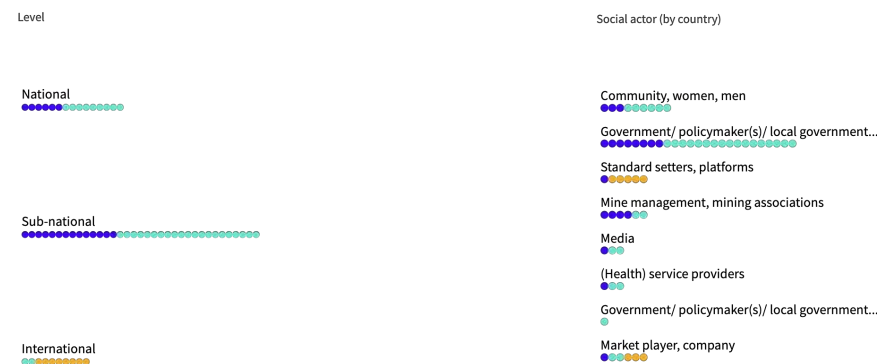 Level
National
Sub-national
International
Social actor (by country)
Community, women, men
Government/ policymaker(s)/ local government...
Standard setters, platforms
Mine management, mining associations
Media
(Health) service providers
Government/ policymaker(s)/ local government...
Market player, company